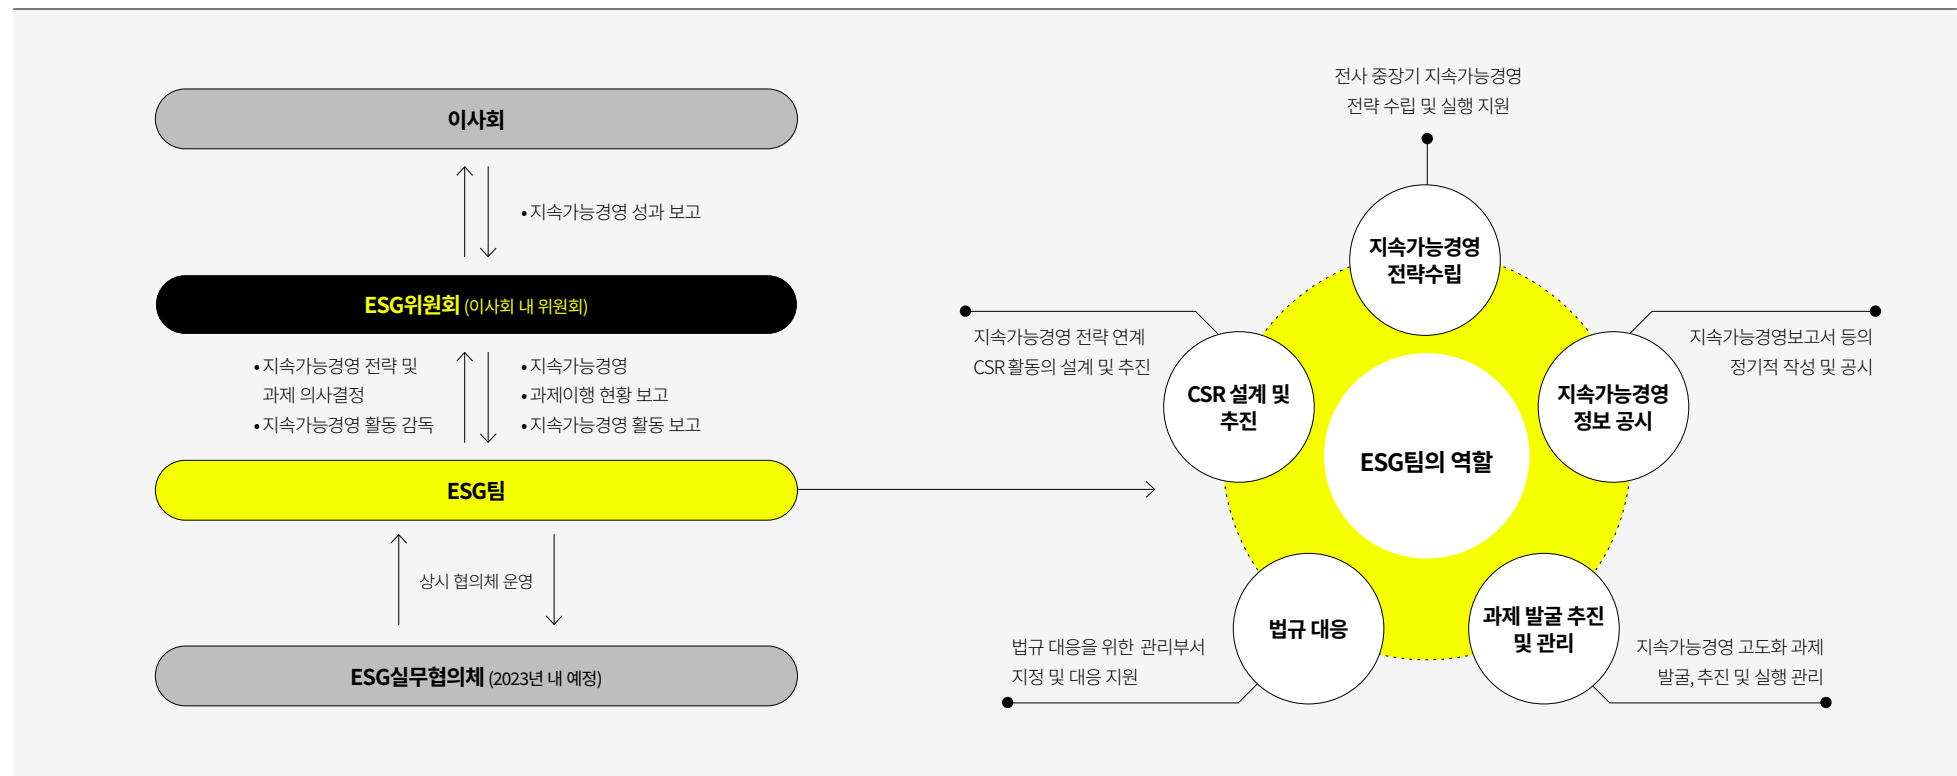 이사회
• 지속가능경영 성과 보고
ESG위원회 (이사회 내 위원회)
• 지속가능경영 전략 및
과제 의사결정
• 지속가능경영 활동 감독
• 지속가능경영
• 과제이행 현황 보고
• 지속가능경영 활동 보고
ESG팀
상시 협의체 운영
ESG실무협의체 (2023년 내 예정)
전사 중장기 지속가능경영
전략 수립 및 실행 지원
지속가능경영
전략수립
지속가능경영 전략 연계
CSR 활동의 설계 및 추진
CSR 설계 및
추진
지속가능경영보고서 등의
정기적 작성 및 공시
지속가능경영
정보 공시
ESG팀의 역할
법규 대응
법규 대응을 위한 관리부서
지정 및 대응 지원
과제 발굴 추진
및 관리
지속가능경영 고도화 과제
발굴, 추진 및 실행 관리